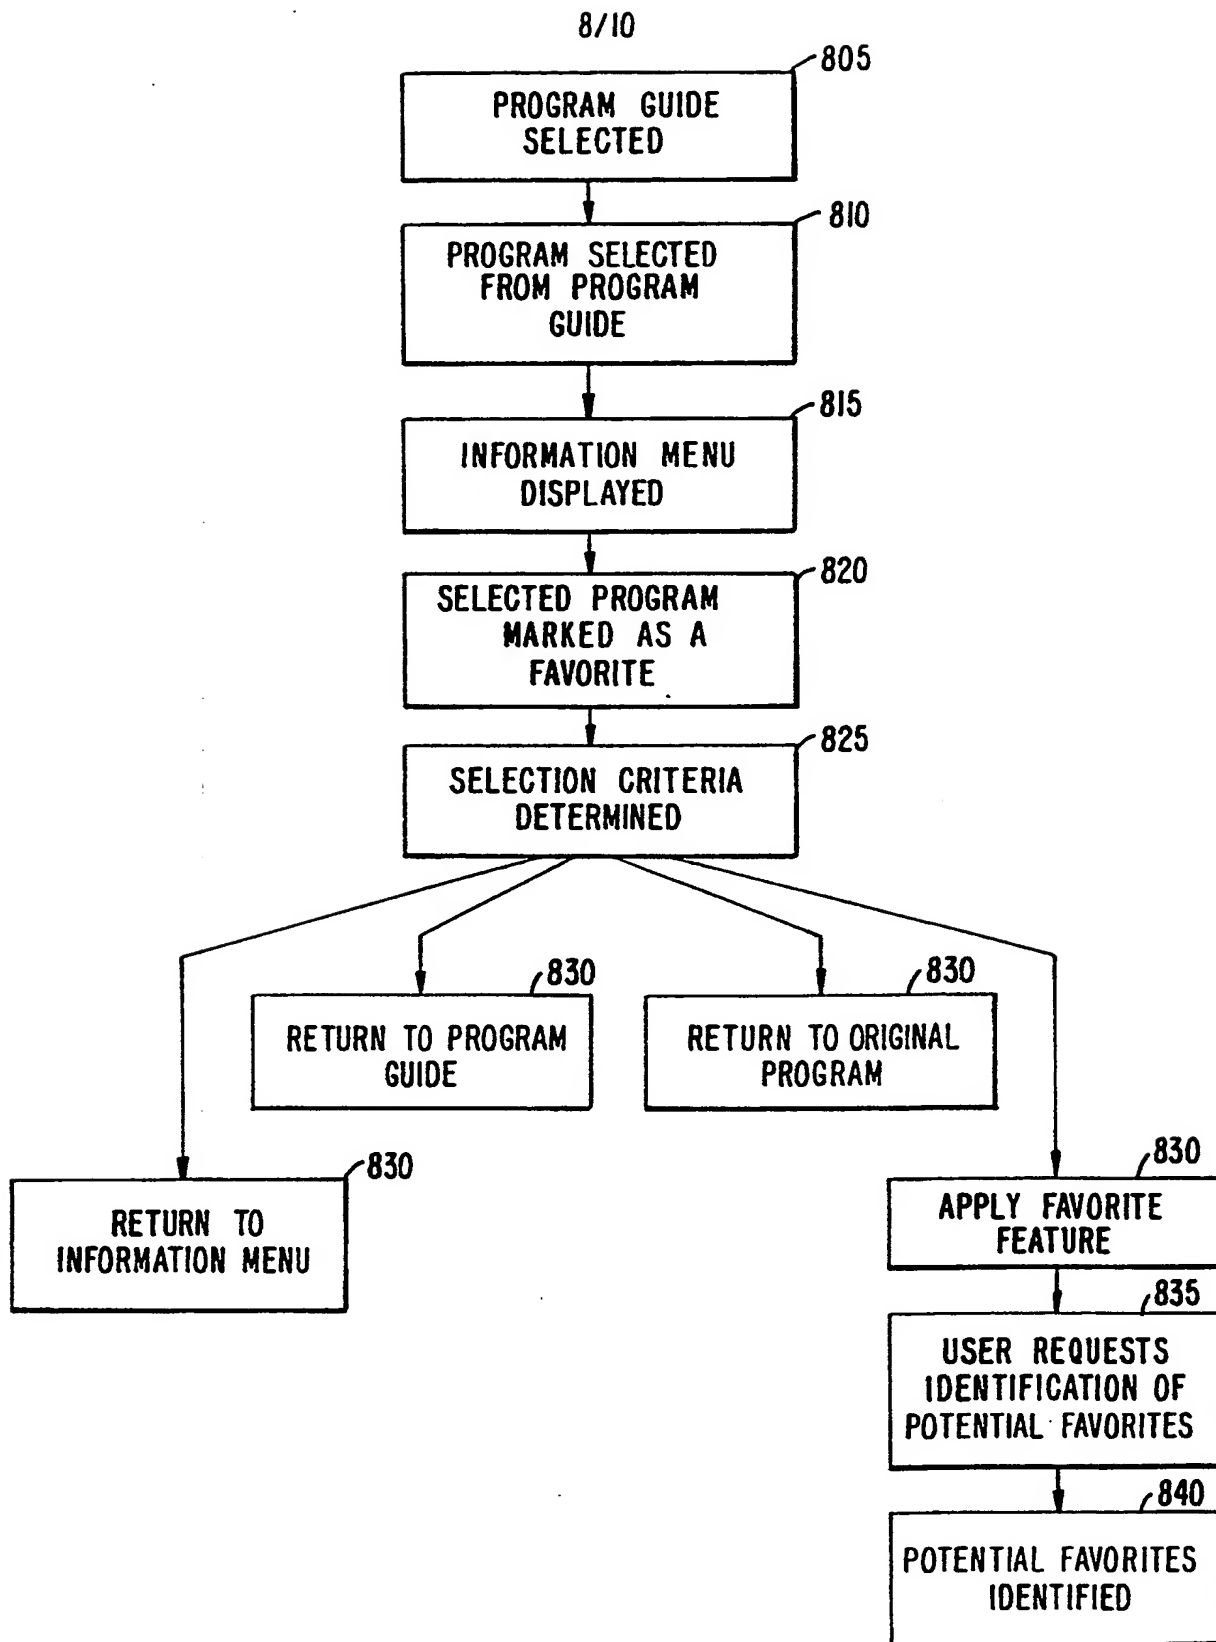 8/10
805
PROGRAM GUIDE
SELECTED
810
PROGRAM SELECTED
FROM PROGRAM
GUIDE
815
INFORMATION MENU
DISPLAYED
820
SELECTED PROGRAM
MARKED AS A
FAVORITE
825
SELECTION CRITERIA
DETERMINED
830
RETURN TO PROGRAM
GUIDE
830
RETURN TO ORIGINAL
PROGRAM
830
RETURN TO
INFORMATION MENU
830
APPLY FAVORITE
FEATURE
835
USER REQUESTS
IDENTIFICATION OF
POTENTIAL FAVORITES
840
POTENTIAL FAVORITES
IDENTIFIED